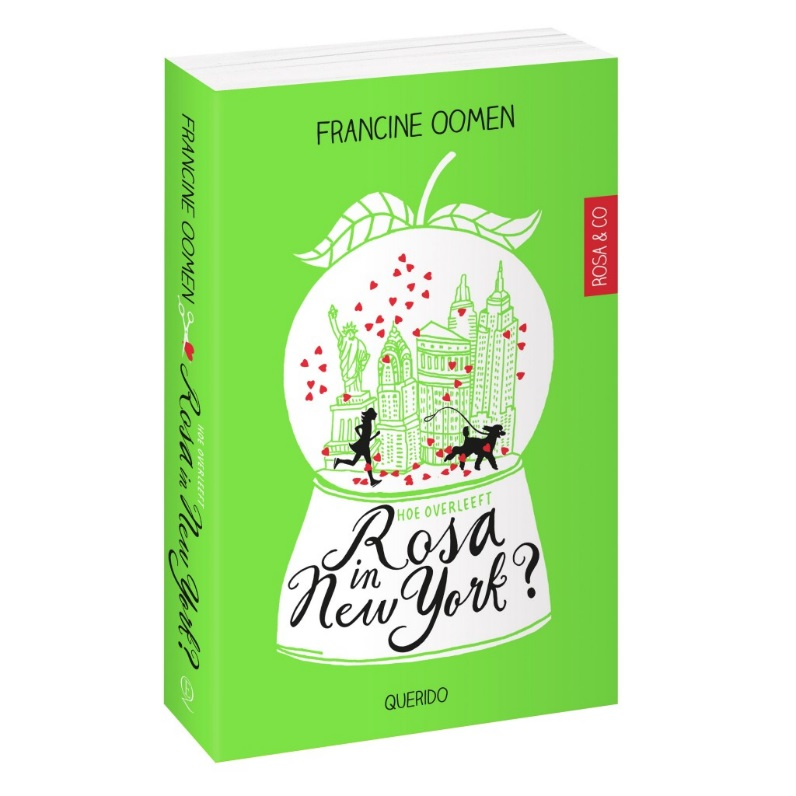 FRANCINE OOMEN
ROSA & CO
HOE OVERLEEFT
Rosa
in
New York?
QUERIDO
FRANCINE OOMEN
HOE OVERLEEFT
Rosa in New York?